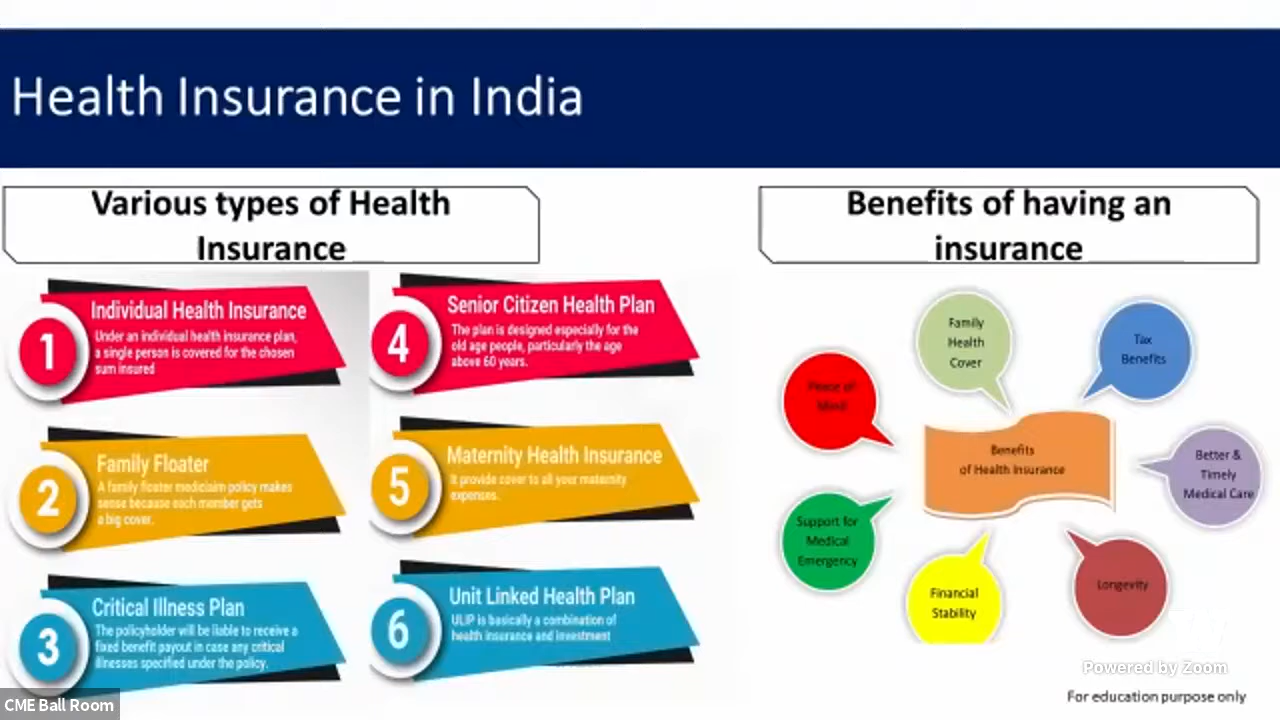 Health Insurance in India
Various types of Health
Insurance
1
Individual Health Insurance
Under an individual health insurance plan,
a single person is covered for the chosen
sum insured
2
Family Floater
A family floater mediclaim policy makes
sense because each member gets
a big cover.
3
Critical Illness Plan
The policyholder will be liable to receive a
fixed benefit payout in case any critical
illnesses specified under the policy.
4
Senior Citizen Health Plan
The plan is designed especially for the
old age people, particularly the age
above 60 years.
5
Maternity Health Insurance
It provide cover to all your maternity
expenses.
6
Unit Linked Health Plan
ULIP is basically a combination of
health insurance and investment
Benefits of having an
insurance
Family
Health
Cover
Tax
Benefits
Peace of
Mind
Benefits
of Health Insurance
Better &
Timely
Medical Care
Support for
Medical
Emergency
Financial
Stability
Longevity
Powered by Zoom
For education purpose only
CME Ball Room